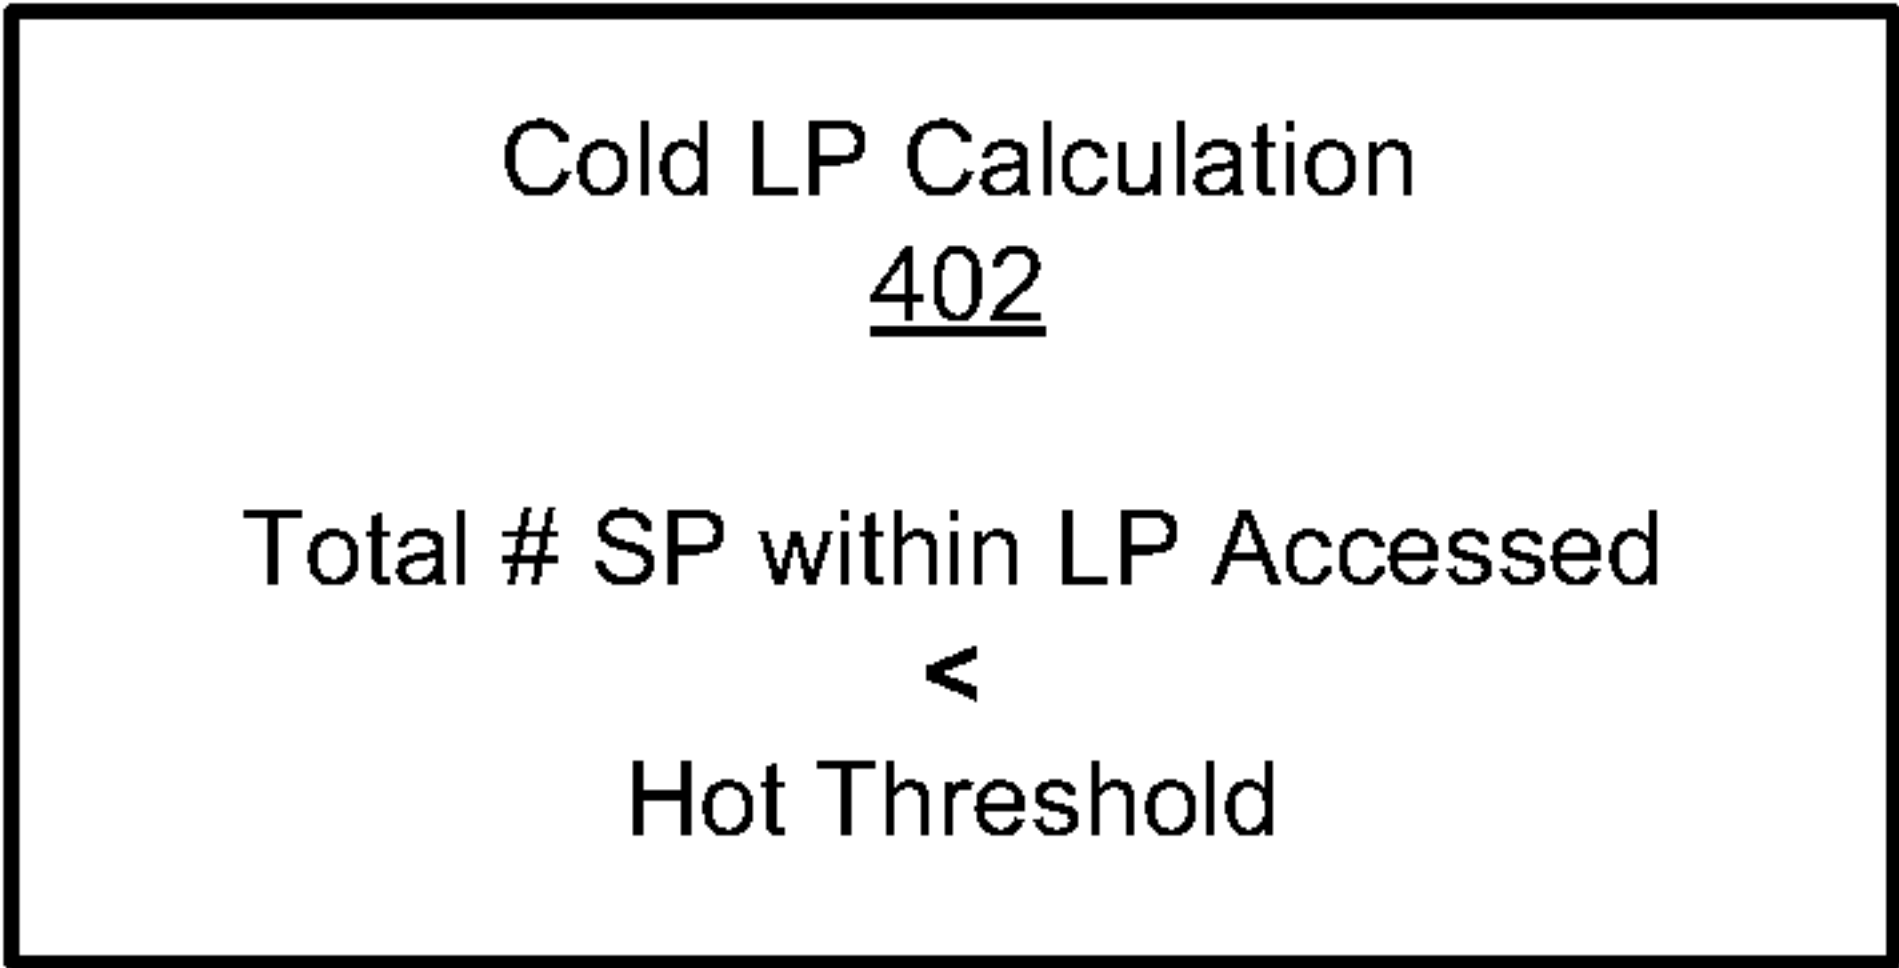 Cold LP Calculation
402
Total # SP within LP Accessed
<
Hot Threshold